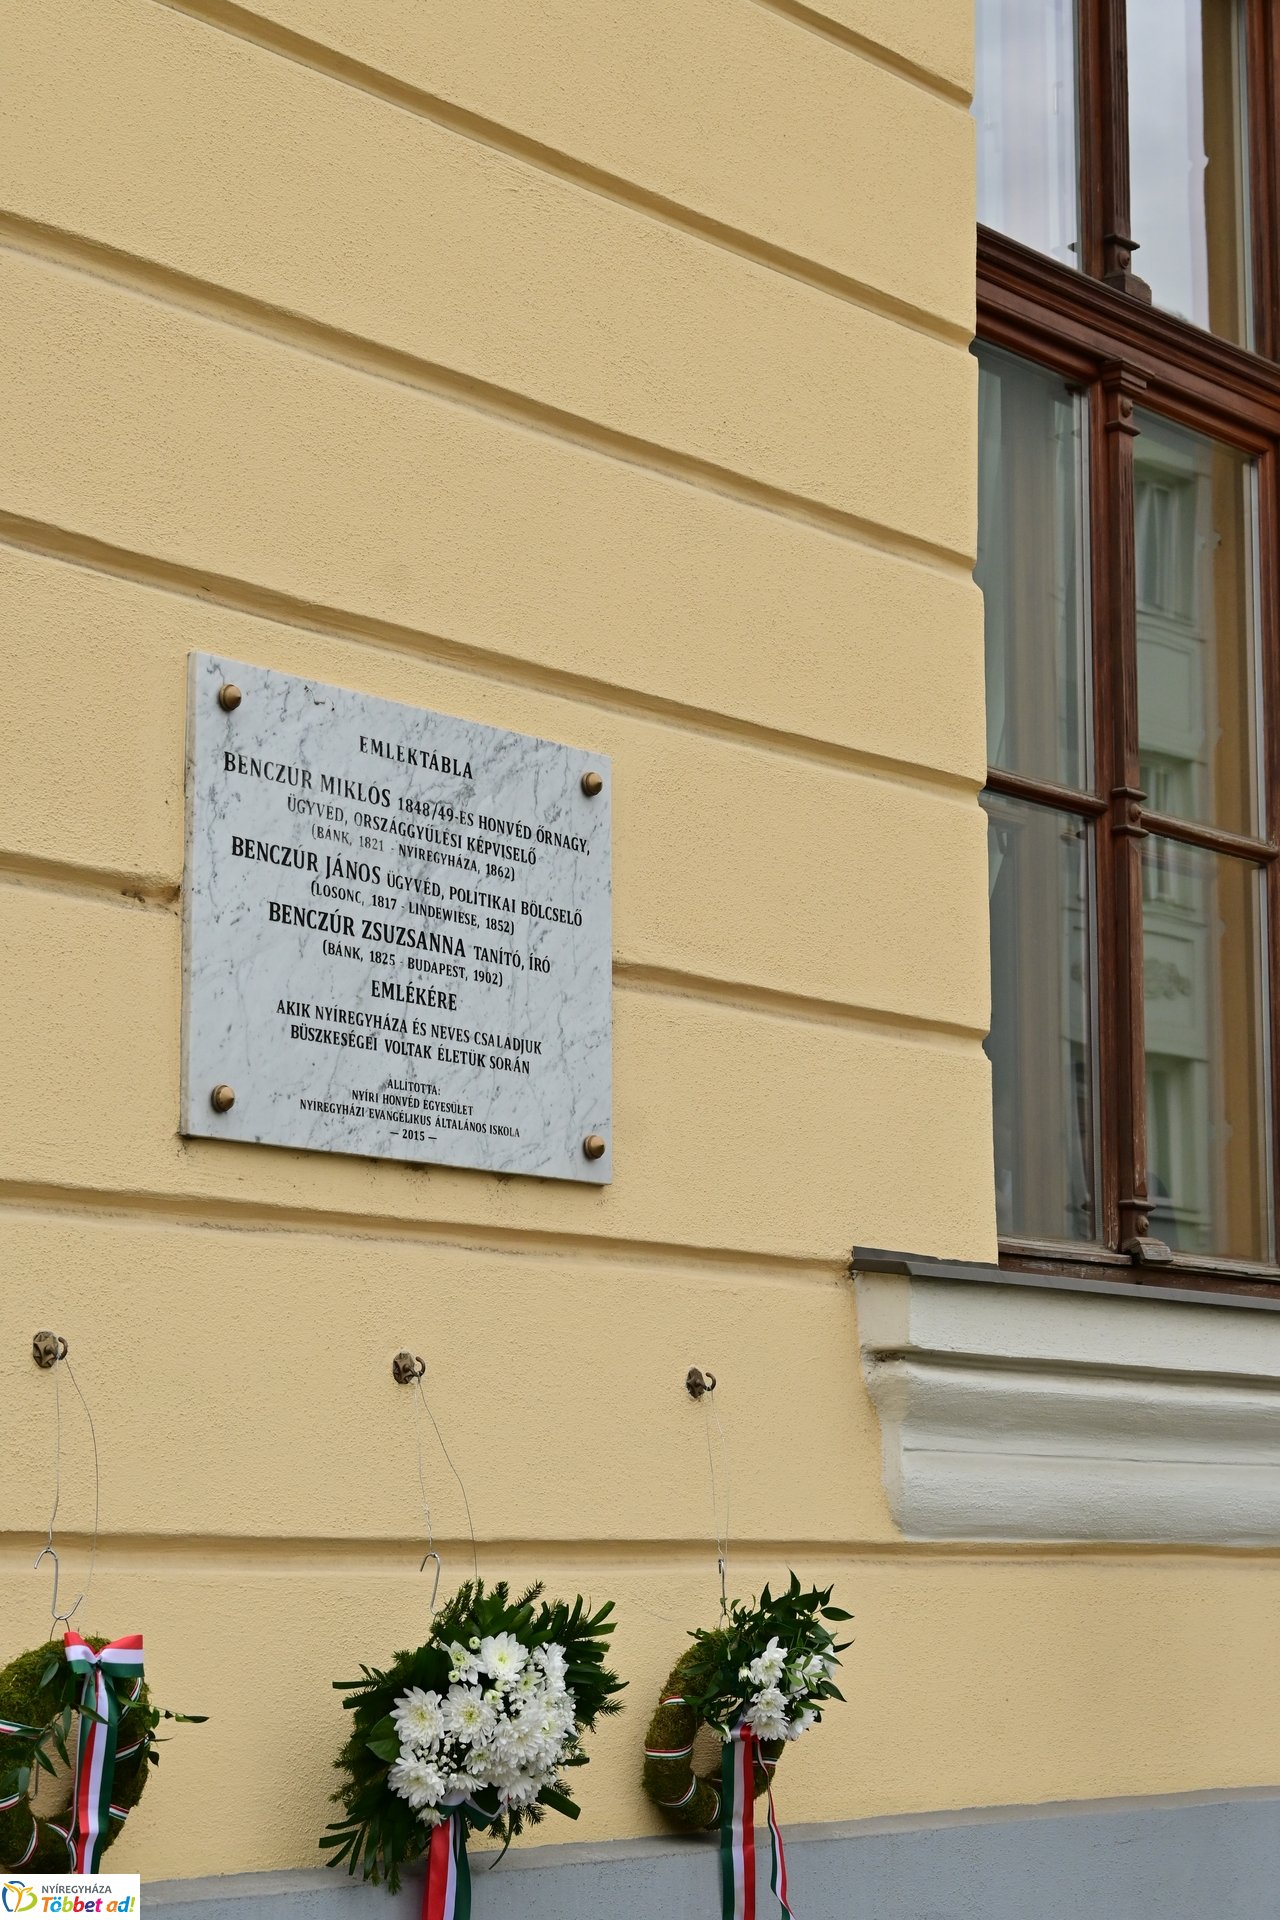 EMLÉKTÁBLA
BENCZÚR MIKLÓS 1848/49-ES HONVÉD ŐRNAGY,
ÜGYVÉD, ORSZÁGGYŰLÉSI KÉPVISELŐ
(BÁNK, 1821 - NYÍREGYHÁZA, 1862)
BENCZÚR JÁNOS ÜGYVÉD, POLITIKAI BÖLCSELŐ
(LOSONC, 1817 - LINDEWIESE, 1852)
BENCZÚR ZSUZSANNA TANÍTÓ, ÍRÓ
(BÁNK, 1825 - BUDAPEST, 1902)
EMLÉKÉRE
AKIK NYÍREGYHÁZA ÉS NEVES CSALÁDJUK
BÜSZKESÉGEI VOLTAK ÉLETÜK SORÁN
ÁLLÍTOTTA:
NYÍRI HONVÉD EGYESÜLET
NYÍREGYHÁZI EVANGÉLIKUS ÁLTALÁNOS ISKOLA
— 2015 —
NYÍREGYHÁZA
Többet ad!